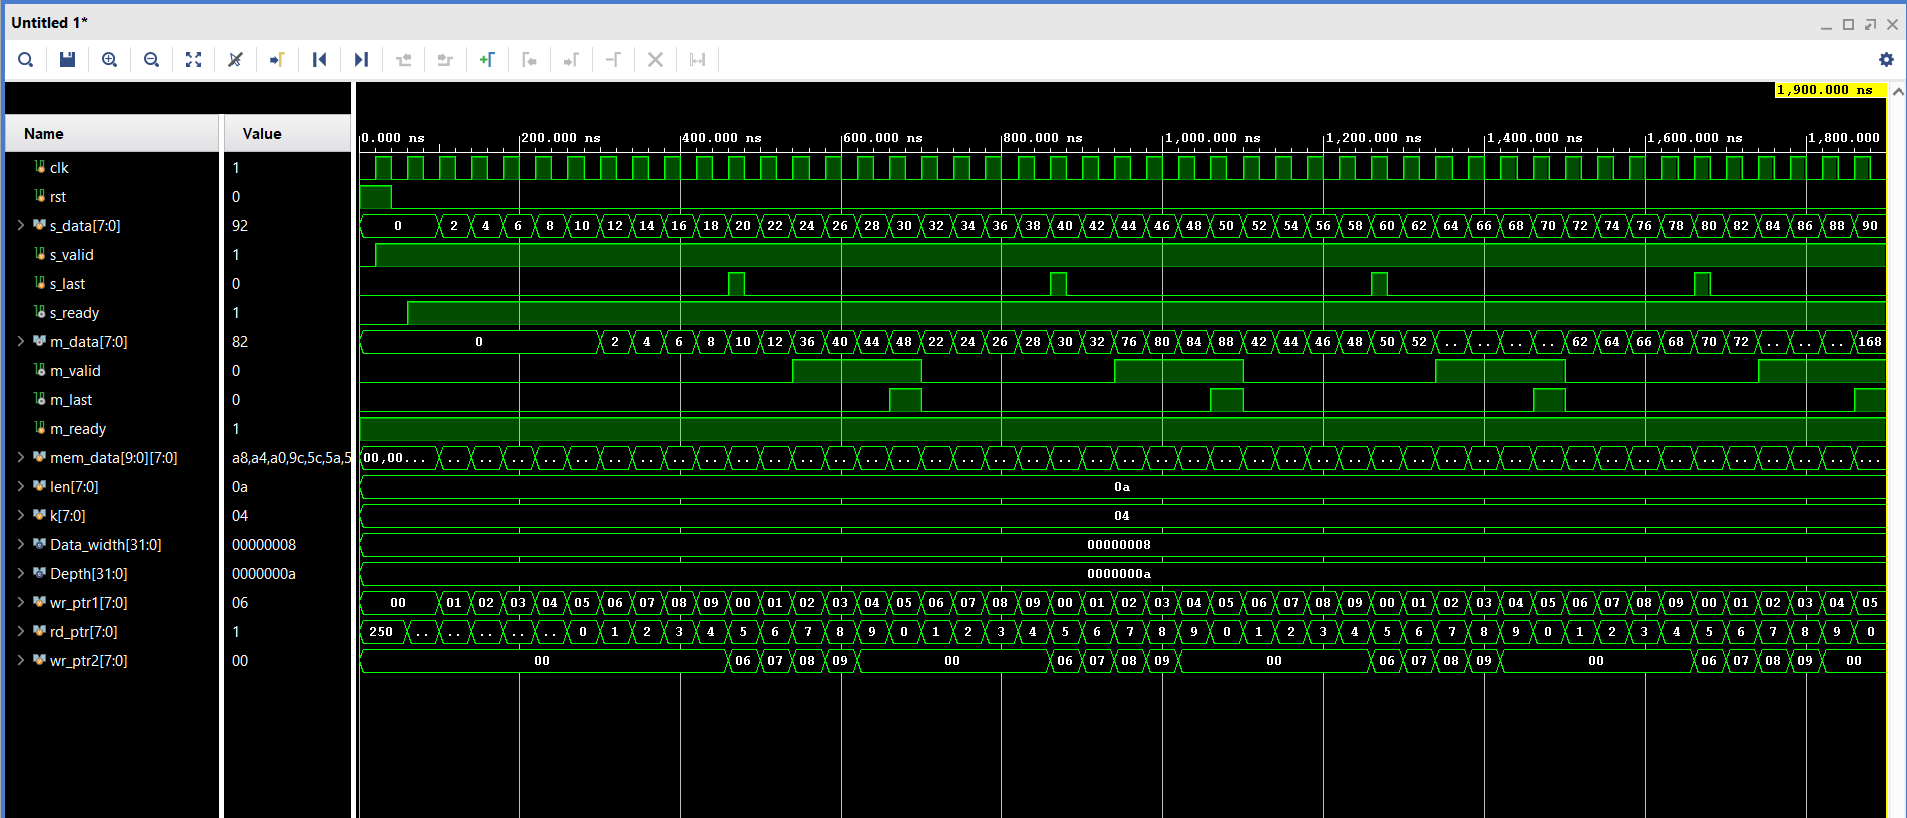 Untitled 1*
1,900.000 ns
Name Value
0.000 ns 200.000 ns 400.000 ns 600.000 ns 800.000 ns 1,000.000 ns 1,200.000 ns 1,400.000 ns 1,600.000 ns 1,800.000
clk 1
rst 0
s_data[7:0] 92 0 2 4 6 8 10 12 14 16 18 20 22 24 26 28 30 32 34 36 38 40 42 44 46 48 50 52 54 56 58 60 62 64 66 68 70 72 74 76 78 80 82 84 86 88 90
s_valid 1
s_last 0
s_ready 1
m_data[7:0] 82 0 2 4 6 8 10 12 36 40 44 48 22 24 26 28 30 32 76 80 84 88 42 44 46 48 50 52 .. .. .. .. 62 64 66 68 70 72 .. .. .. 168
m_valid 0
m_last 0
m_ready 1
mem_data[9:0][7:0] a8,a4,a0,9c,5c,5a,5 00,00... .. .. .. .. .. .. .. .. .. .. .. .. .. .. .. .. .. .. .. .. .. .. .. .. .. .. .. .. .. .. .. .. .. .. .. .. .. .. .. .. .. .. .. .. ...
len[7:0] 0a 0a
k[7:0] 04 04
Data_width[31:0] 00000008 00000008
Depth[31:0] 0000000a 0000000a
wr_ptr1[7:0] 06 00 01 02 03 04 05 06 07 08 09 00 01 02 03 04 05 06 07 08 09 00 01 02 03 04 05 06 07 08 09 00 01 02 03 04 05 06 07 08 09 00 01 02 03 04 05
rd_ptr[7:0] 1 250 .. .. .. .. .. 0 1 2 3 4 5 6 7 8 9 0 1 2 3 4 5 6 7 8 9 0 1 2 3 4 5 6 7 8 9 0 1 2 3 4 5 6 7 8 9 0
wr_ptr2[7:0] 00 00 06 07 08 09 00 06 07 08 09 00 06 07 08 09 00 06 07 08 09 00